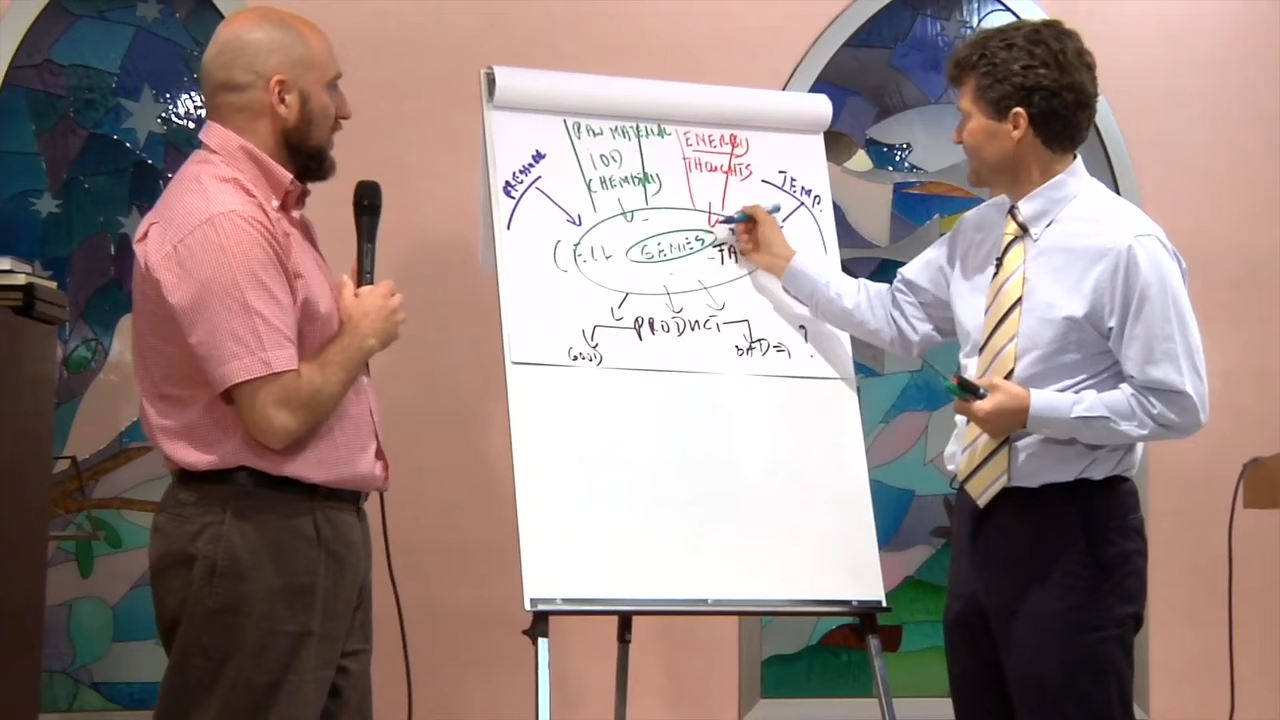 RAW MATERIAL
100
CHEMISTRY
ENERGY
THOUGHTS
PRESSURE
TEMP.
CELL
GENES
PRODUCT
GOOD
BAD => ?